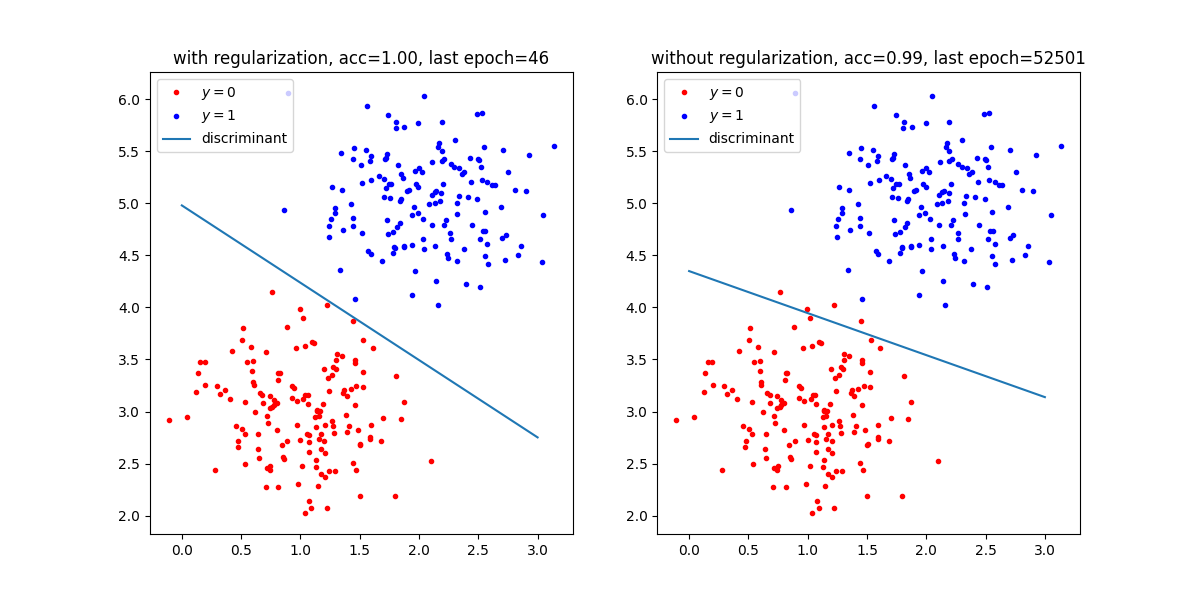 with regularization, acc=1.00, last epoch=46
y = 0
y = 1
discriminant
6.0
5.5
5.0
4.5
4.0
3.5
3.0
2.5
2.0
0.0 0.5 1.0 1.5 2.0 2.5 3.0
without regularization, acc=0.99, last epoch=52501
y = 0
y = 1
discriminant
6.0
5.5
5.0
4.5
4.0
3.5
3.0
2.5
2.0
0.0 0.5 1.0 1.5 2.0 2.5 3.0